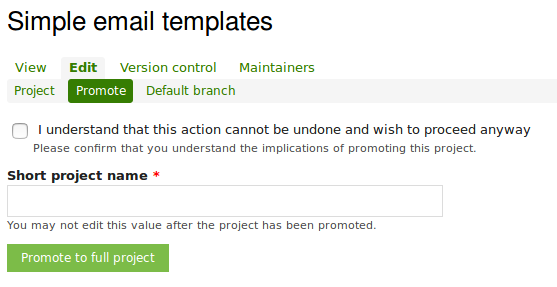 Simple email templates
View Edit Version control Maintainers
Project Promote Default branch
I understand that this action cannot be undone and wish to proceed anyway
Please confirm that you understand the implications of promoting this project.
Short project name *
You may not edit this value after the project has been promoted.
Promote to full project